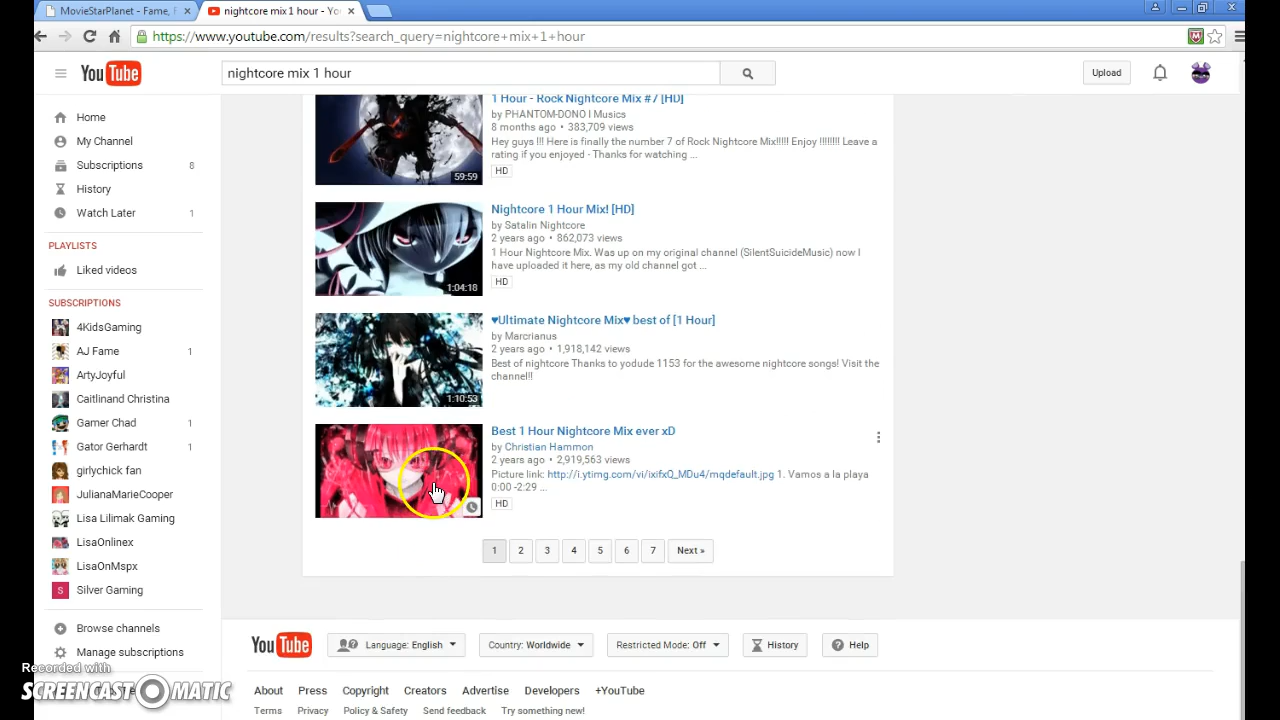 MovieStarPlanet - Fame, F
nightcore mix 1 hour - Yo
https://www.youtube.com/results?search_query=nightcore+mix+1+hour
YouTube
nightcore mix 1 hour
Upload
Home
My Channel
Subscriptions 8
History
Watch Later 1
PLAYLISTS
Liked videos
SUBSCRIPTIONS
4KidsGaming
AJ Fame 1
ArtyJoyful
Caitlinand Christina
Gamer Chad 1
Gator Gerhardt 1
girlychick fan
JulianaMarieCooper
Lisa Lilimak Gaming
LisaOnlinex
LisaOnMspx
S Silver Gaming
Browse channels
Manage subscriptions
1 Hour - Rock Nightcore Mix #7 [HD]
by PHANTOM-DONO l Musics
8 months ago • 383,709 views
Hey guys !!! Here is finally the number 7 of Rock Nightcore Mix!!!!! Enjoy !!!!!!!! Leave a
rating if you enjoyed - Thanks for watching ...
HD
59:59
Nightcore 1 Hour Mix! [HD]
by Satalin Nightcore
2 years ago • 862,073 views
1 Hour Nightcore Mix. Was up on my original channel (SilentSuicideMusic) now I
have uploaded it here, as my old channel got ...
HD
1:04:18
♥Ultimate Nightcore Mix♥ best of [1 Hour]
by Marcrianus
2 years ago • 1,918,142 views
Best of nightcore Thanks to yodude 1153 for the awesome nightcore songs! Visit the
channel!!
1:10:53
Best 1 Hour Nightcore Mix ever xD
by Christian Hammon
2 years ago • 2,919,563 views
Picture link: http://i.ytimg.com/vi/ixifxQ_MDu4/mqdefault.jpg 1. Vamos a la playa
0:00 -2:29 ...
HD
1 2 3 4 5 6 7 Next »
YouTube
Language: English
Country: Worldwide
Restricted Mode: Off
History
Help
About Press Copyright Creators Advertise Developers +YouTube
Terms Privacy Policy & Safety Send feedback Try something new!
Recorded with
SCREENCAST-O-MATIC